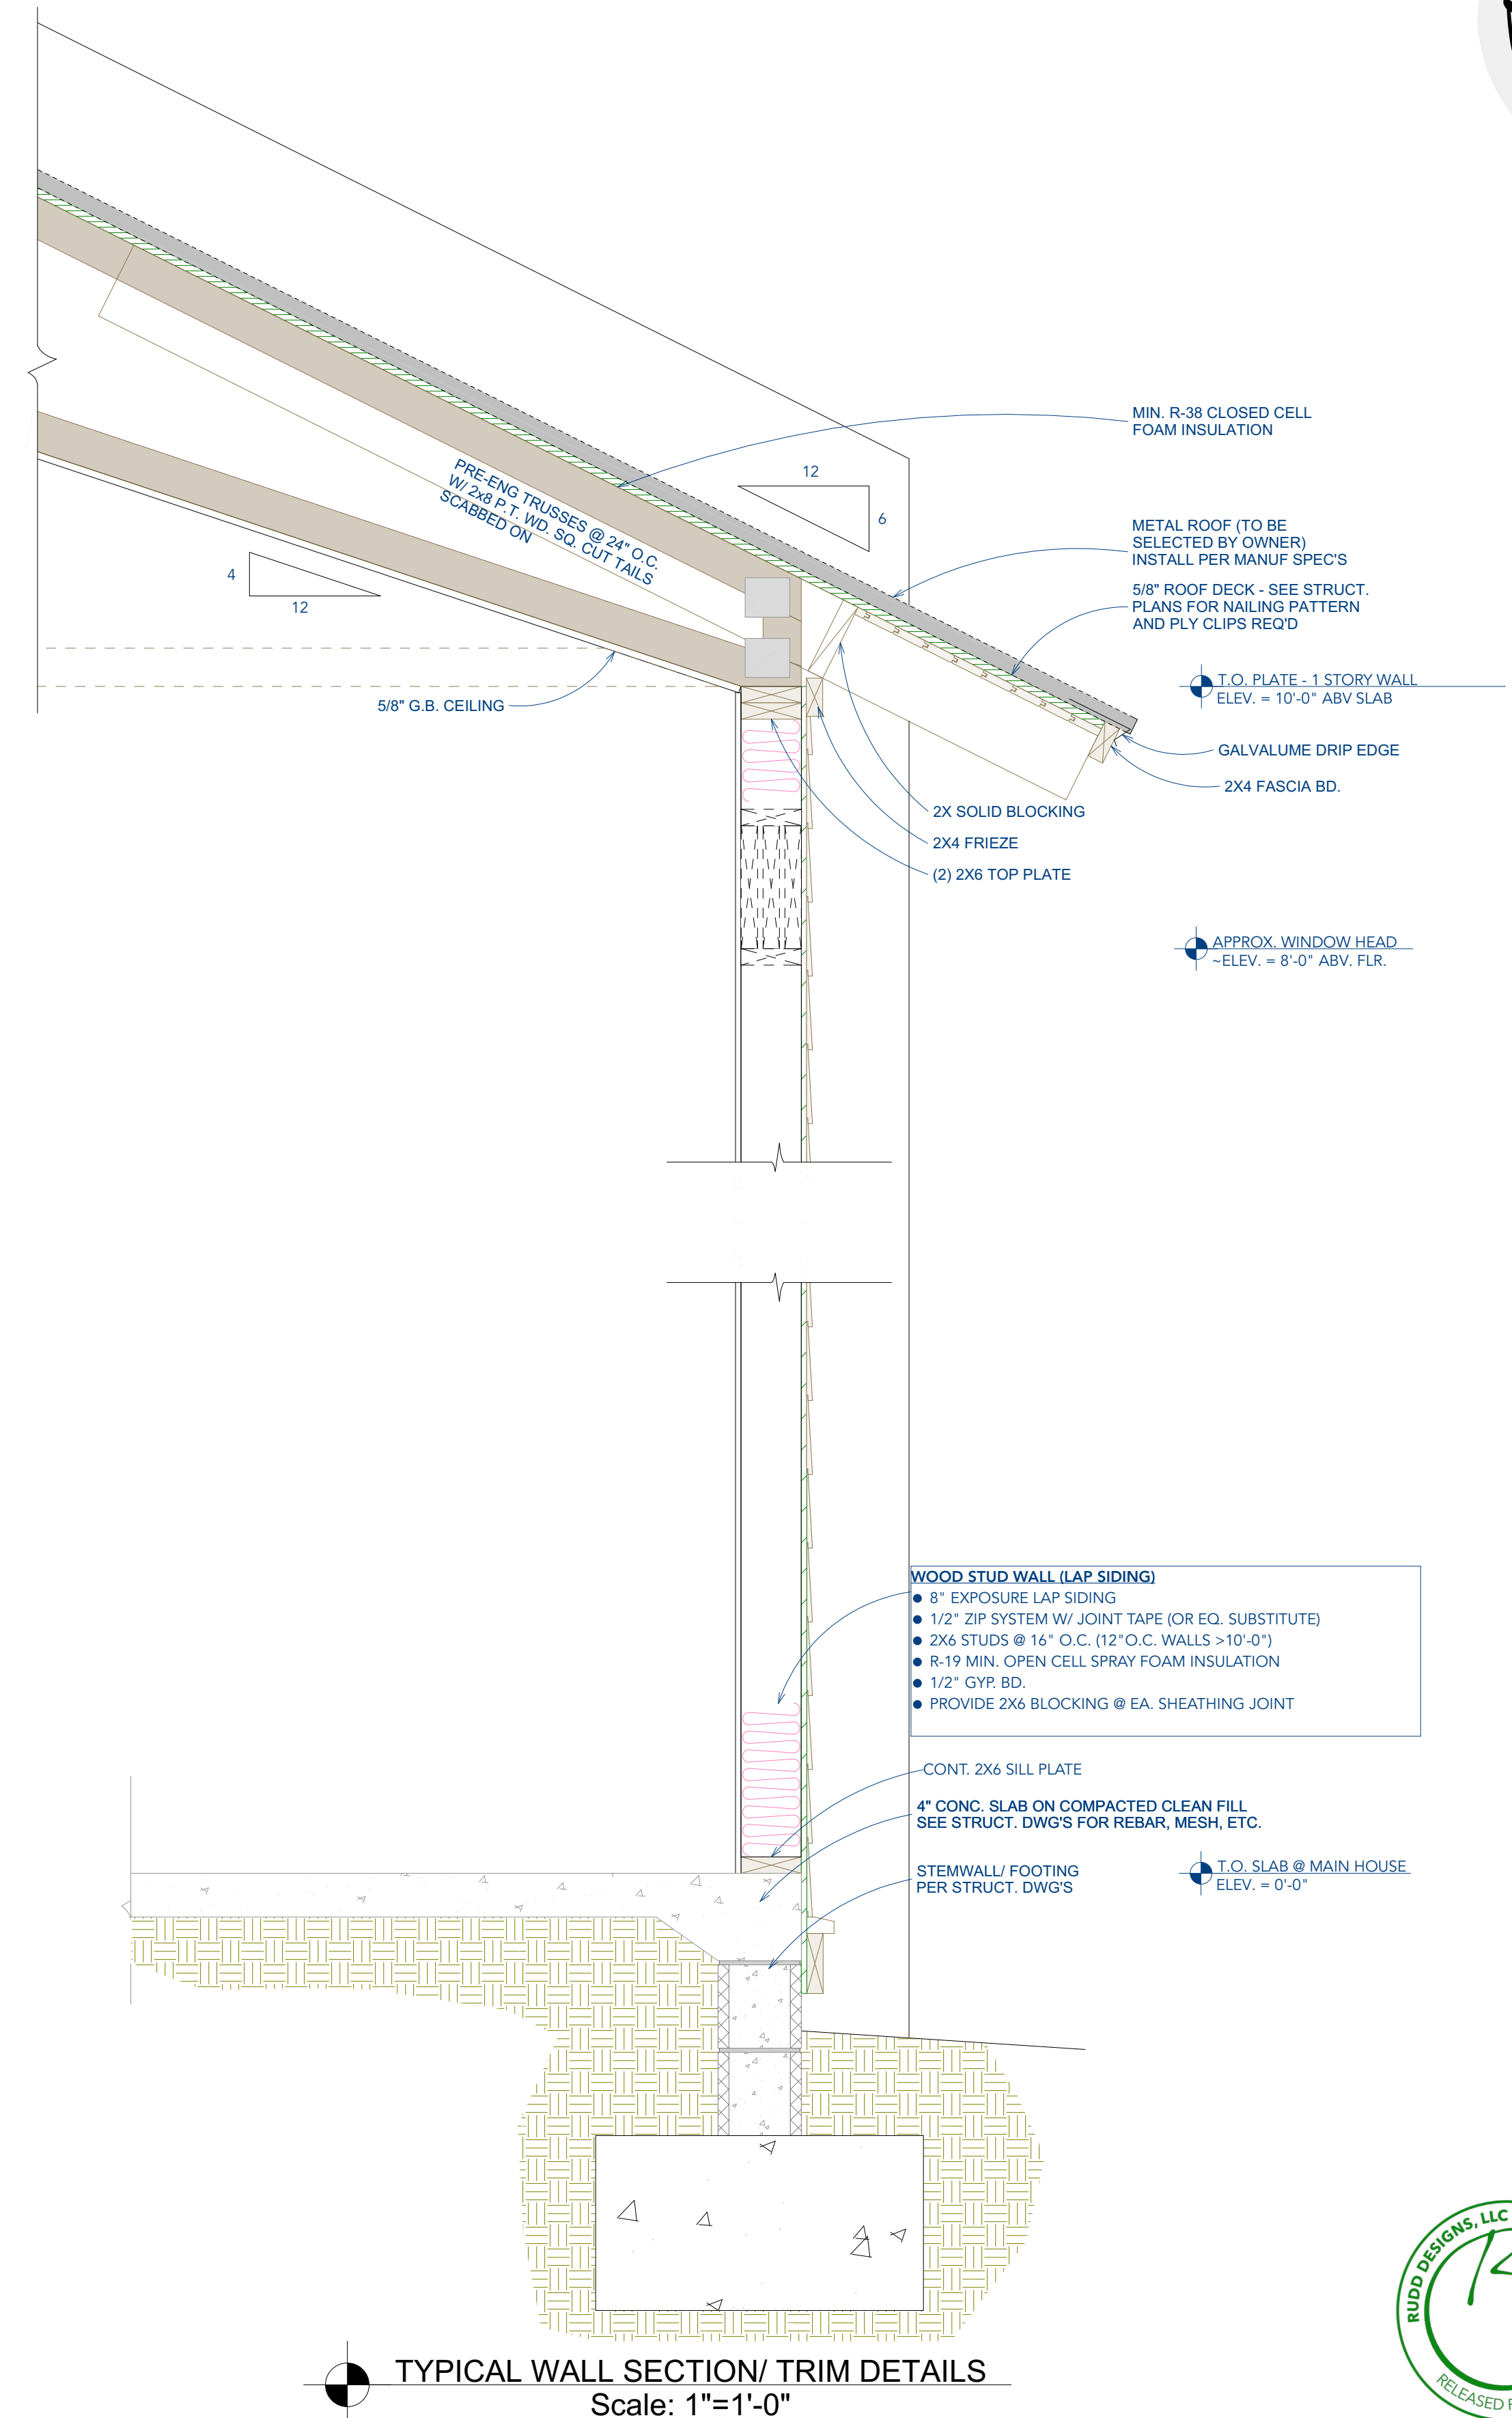 MIN. R-38 CLOSED CELL
FOAM INSULATION
12
6
PRE-ENG TRUSSES @ 24" O.C.
W/ 2x8 P.T. WD. SQ. CUT TAILS
SCABBED ON
METAL ROOF (TO BE
SELECTED BY OWNER)
INSTALL PER MANUF SPEC'S
4
12
5/8" ROOF DECK - SEE STRUCT.
PLANS FOR NAILING PATTERN
AND PLY CLIPS REQ'D
T.O. PLATE - 1 STORY WALL
ELEV. = 10'-0" ABV SLAB
5/8" G.B. CEILING
GALVALUME DRIP EDGE
2X4 FASCIA BD.
2X SOLID BLOCKING
2X4 FRIEZE
(2) 2X6 TOP PLATE
APPROX. WINDOW HEAD
~ELEV. = 8'-0" ABV. FLR.
WOOD STUD WALL (LAP SIDING)
● 8" EXPOSURE LAP SIDING
● 1/2" ZIP SYSTEM W/ JOINT TAPE (OR EQ. SUBSTITUTE)
● 2X6 STUDS @ 16" O.C. (12"O.C. WALLS >10'-0")
● R-19 MIN. OPEN CELL SPRAY FOAM INSULATION
● 1/2" GYP. BD.
● PROVIDE 2X6 BLOCKING @ EA. SHEATHING JOINT
CONT. 2X6 SILL PLATE
4" CONC. SLAB ON COMPACTED CLEAN FILL
SEE STRUCT. DWG'S FOR REBAR, MESH, ETC.
STEMWALL/ FOOTING
PER STRUCT. DWG'S
T.O. SLAB @ MAIN HOUSE
ELEV. = 0'-0"
RUDD DESIGNS, LLC
RELEASED
TYPICAL WALL SECTION/ TRIM DETAILS
Scale: 1"=1'-0"